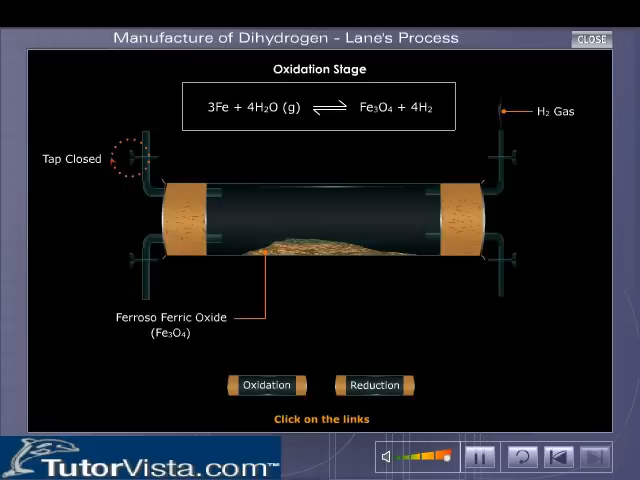 Manufacture of Dihydrogen - Lane's Process
CLOSE
Oxidation Stage
3Fe + 4H₂O (g) ⇌ Fe₃O₄ + 4H₂
H₂ Gas
Tap Closed
Ferroso Ferric Oxide
(Fe₃O₄)
Oxidation
Reduction
Click on the links
TutorVista.com™